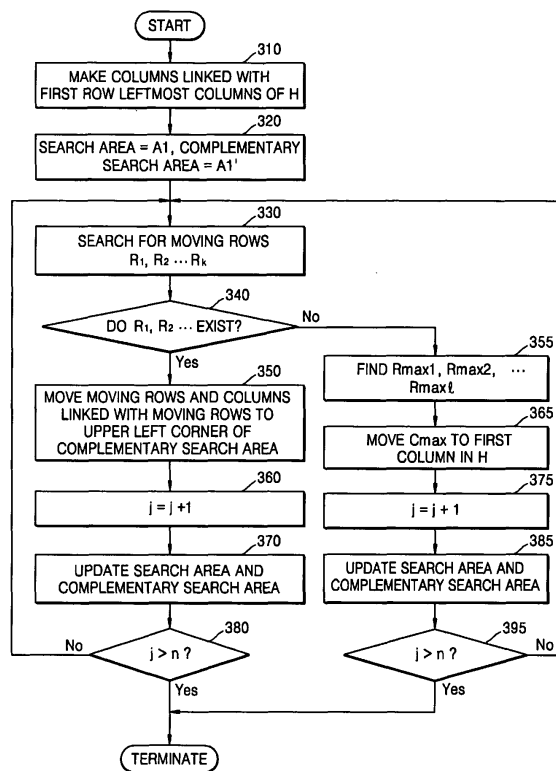 START
310
MAKE COLUMNS LINKED WITH
FIRST ROW LEFTMOST COLUMNS OF H
320
SEARCH AREA = A1, COMPLEMENTARY
SEARCH AREA = A1'
330
SEARCH FOR MOVING ROWS
R1, R2 ··· Rk
340
DO R1, R2 ··· EXIST?
No
Yes
350
MOVE MOVING ROWS AND COLUMNS
LINKED WITH MOVING ROWS TO
UPPER LEFT CORNER OF
COMPLEMENTARY SEARCH AREA
360
j = j +1
370
UPDATE SEARCH AREA AND
COMPLEMENTARY SEARCH AREA
380
No
j > n ?
Yes
355
FIND Rmax1, Rmax2, ···
Rmaxℓ
365
MOVE Cmax TO FIRST
COLUMN IN H
375
j = j + 1
385
UPDATE SEARCH AREA AND
COMPLEMENTARY SEARCH AREA
395
j > n ?
No
Yes
TERMINATE